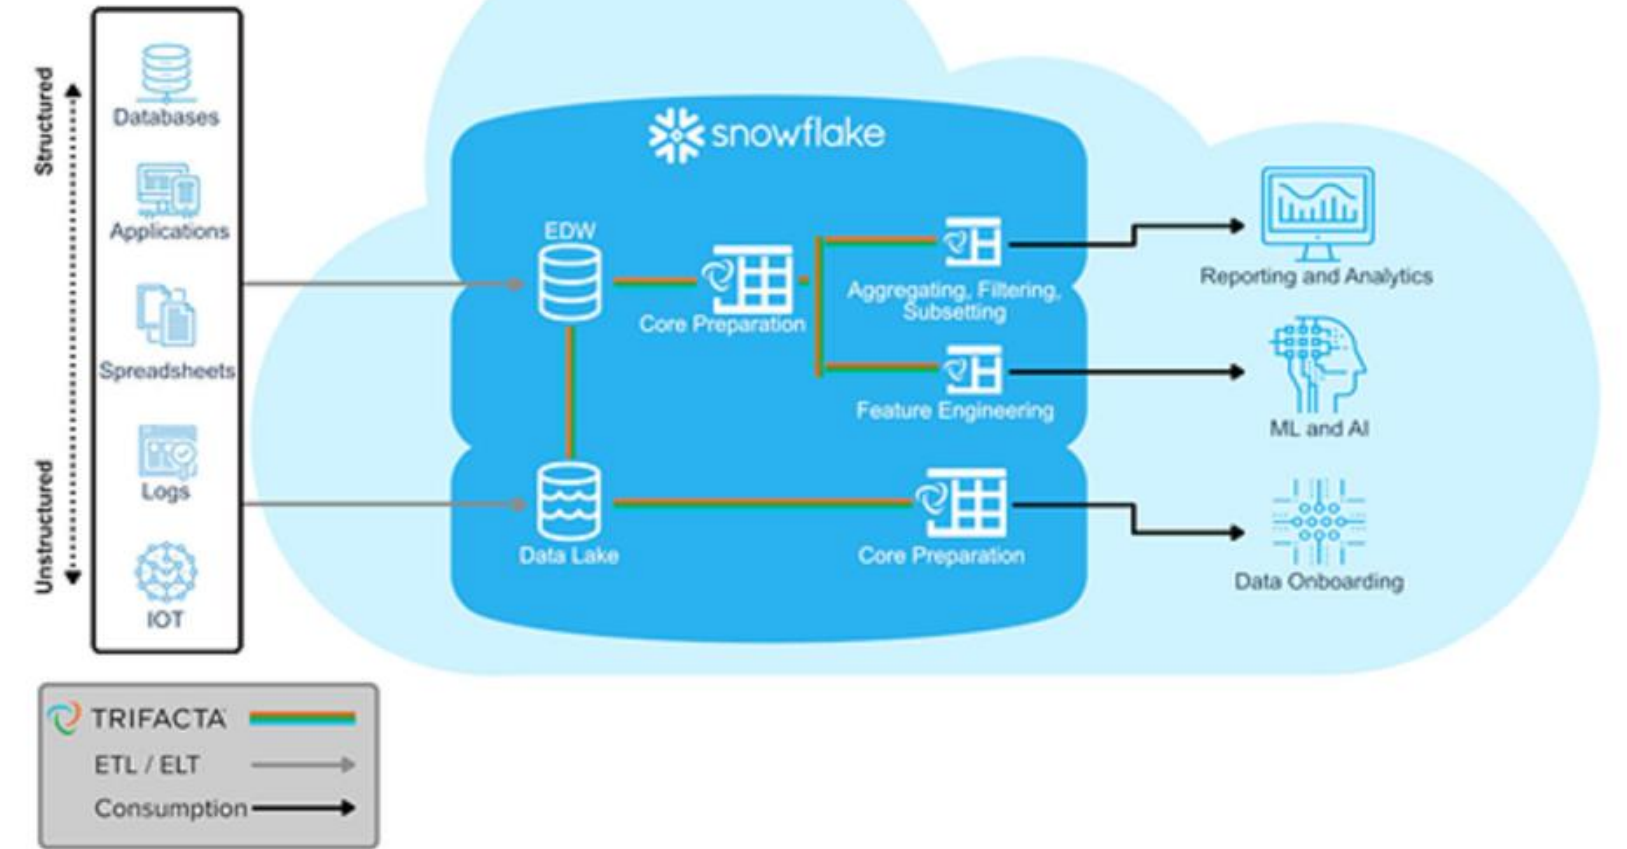 Structured
Unstructured
Databases
Applications
Spreadsheets
Logs
IOT
snowflake
EDW
Core Preparation
Aggregating, Filtering,
Subsetting
Feature Engineering
Data Lake
Core Preparation
Reporting and Analytics
ML and AI
Data Onboarding
TRIFACTA
ETL / ELT
Consumption